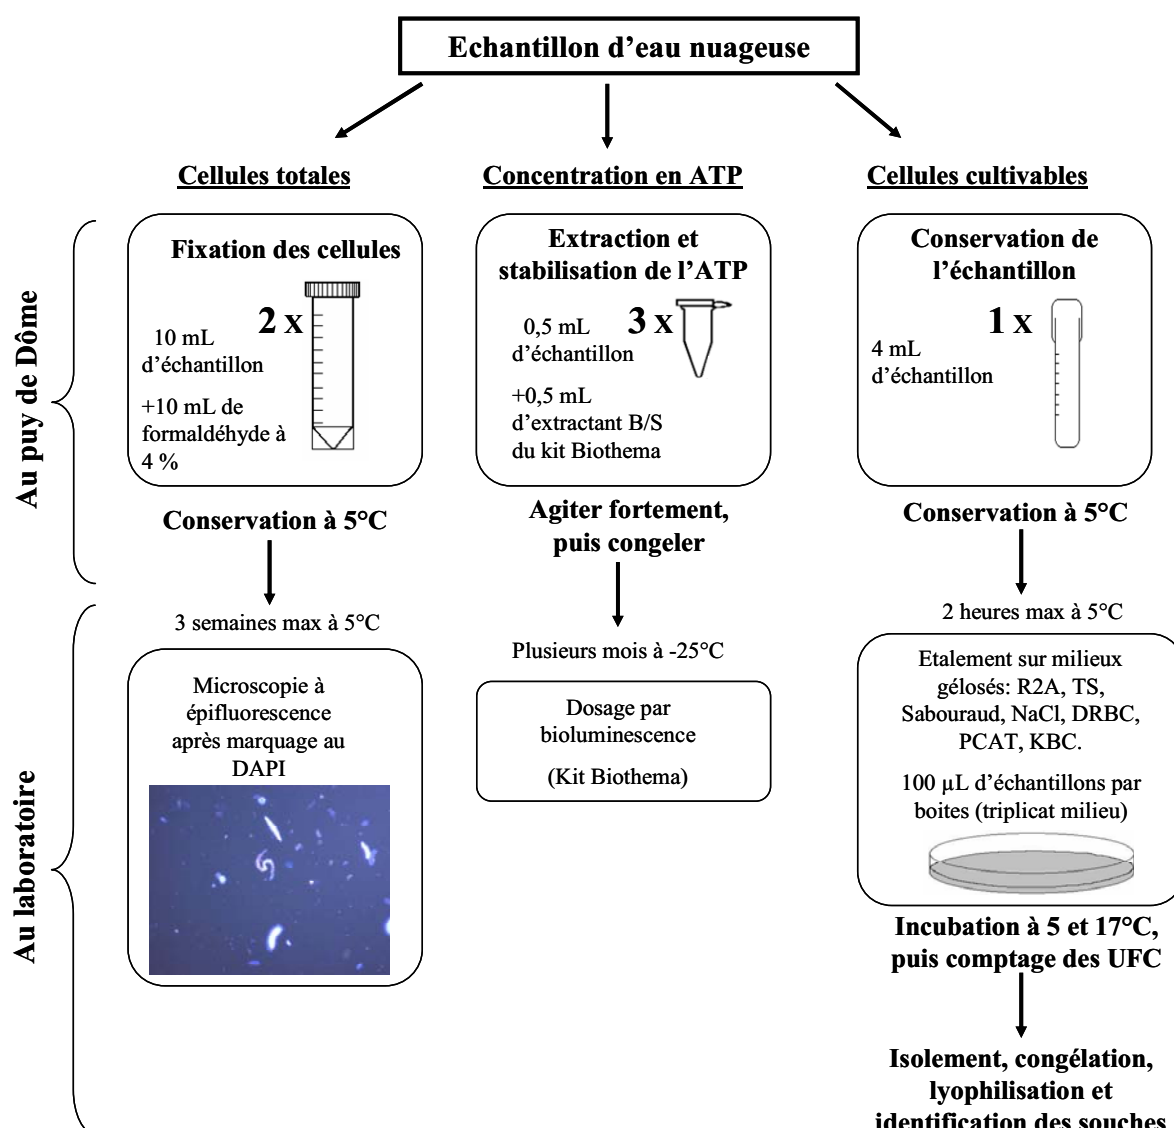 Echantillon d'eau nuageuse
Cellules totales
Concentration en ATP
Cellules cultivables
Au puy de Dôme
Fixation des cellules
2 x
10 mL
d'échantillon
+10 mL de
formaldéhyde à
4 %
Conservation à 5°C
Extraction et
stabilisation de l'ATP
3 x
0,5 mL
d'échantillon
+0,5 mL
d'extractant B/S
du kit Biothema
Agiter fortement,
puis congeler
Conservation de
l'échantillon
1 x
4 mL
d'échantillon
Conservation à 5°C
Au laboratoire
3 semaines max à 5°C
Microscopie à
épifluorescence
après marquage au
DAPI
Plusieurs mois à -25°C
Dosage par
bioluminescence
(Kit Biothema)
2 heures max à 5°C
Etalement sur milieux
gélosés: R2A, TS,
Sabouraud, NaCl, DRBC,
PCAT, KBC.
100 µL d'échantillons par
boites (triplicat milieu)
Incubation à 5 et 17°C,
puis comptage des UFC
Isolement, congélation,
lyophilisation et
identification des souches